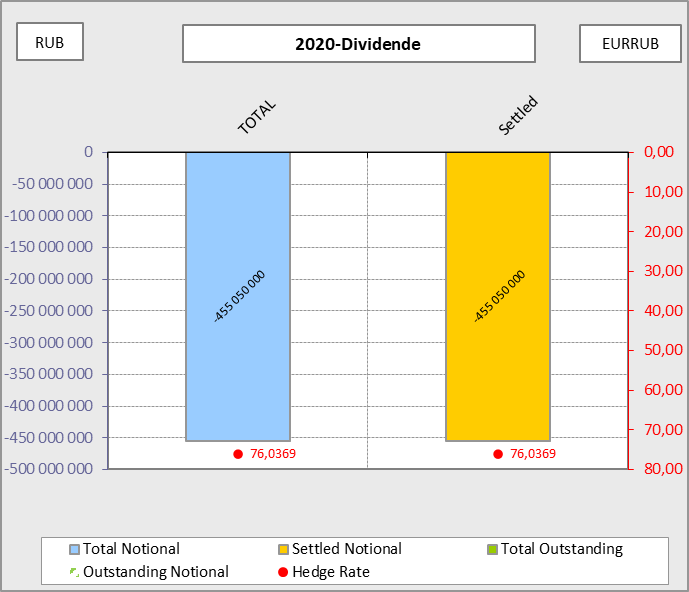 RUB
2020-Dividende
EURRUB
TOTAL
Settled
0
-50 000 000
-100 000 000
-150 000 000
-200 000 000
-250 000 000
-300 000 000
-350 000 000
-400 000 000
-450 000 000
-500 000 000
-455 050 000
-455 050 000
76,0369
76,0369
0,00
10,00
20,00
30,00
40,00
50,00
60,00
70,00
80,00
Total Notional
Settled Notional
Total Outstanding
Outstanding Notional
Hedge Rate